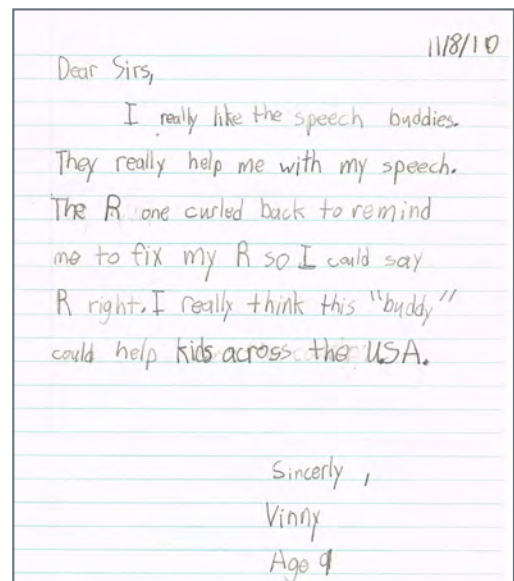 11/8/10
Dear Sirs,
I really like the speech buddies.
They really help me with my speech.
The R one curled back to remind
me to fix my R so I could say
R right. I really think this "buddy"
could help kids across the USA.
Sincerly,
Vinny
Age 9